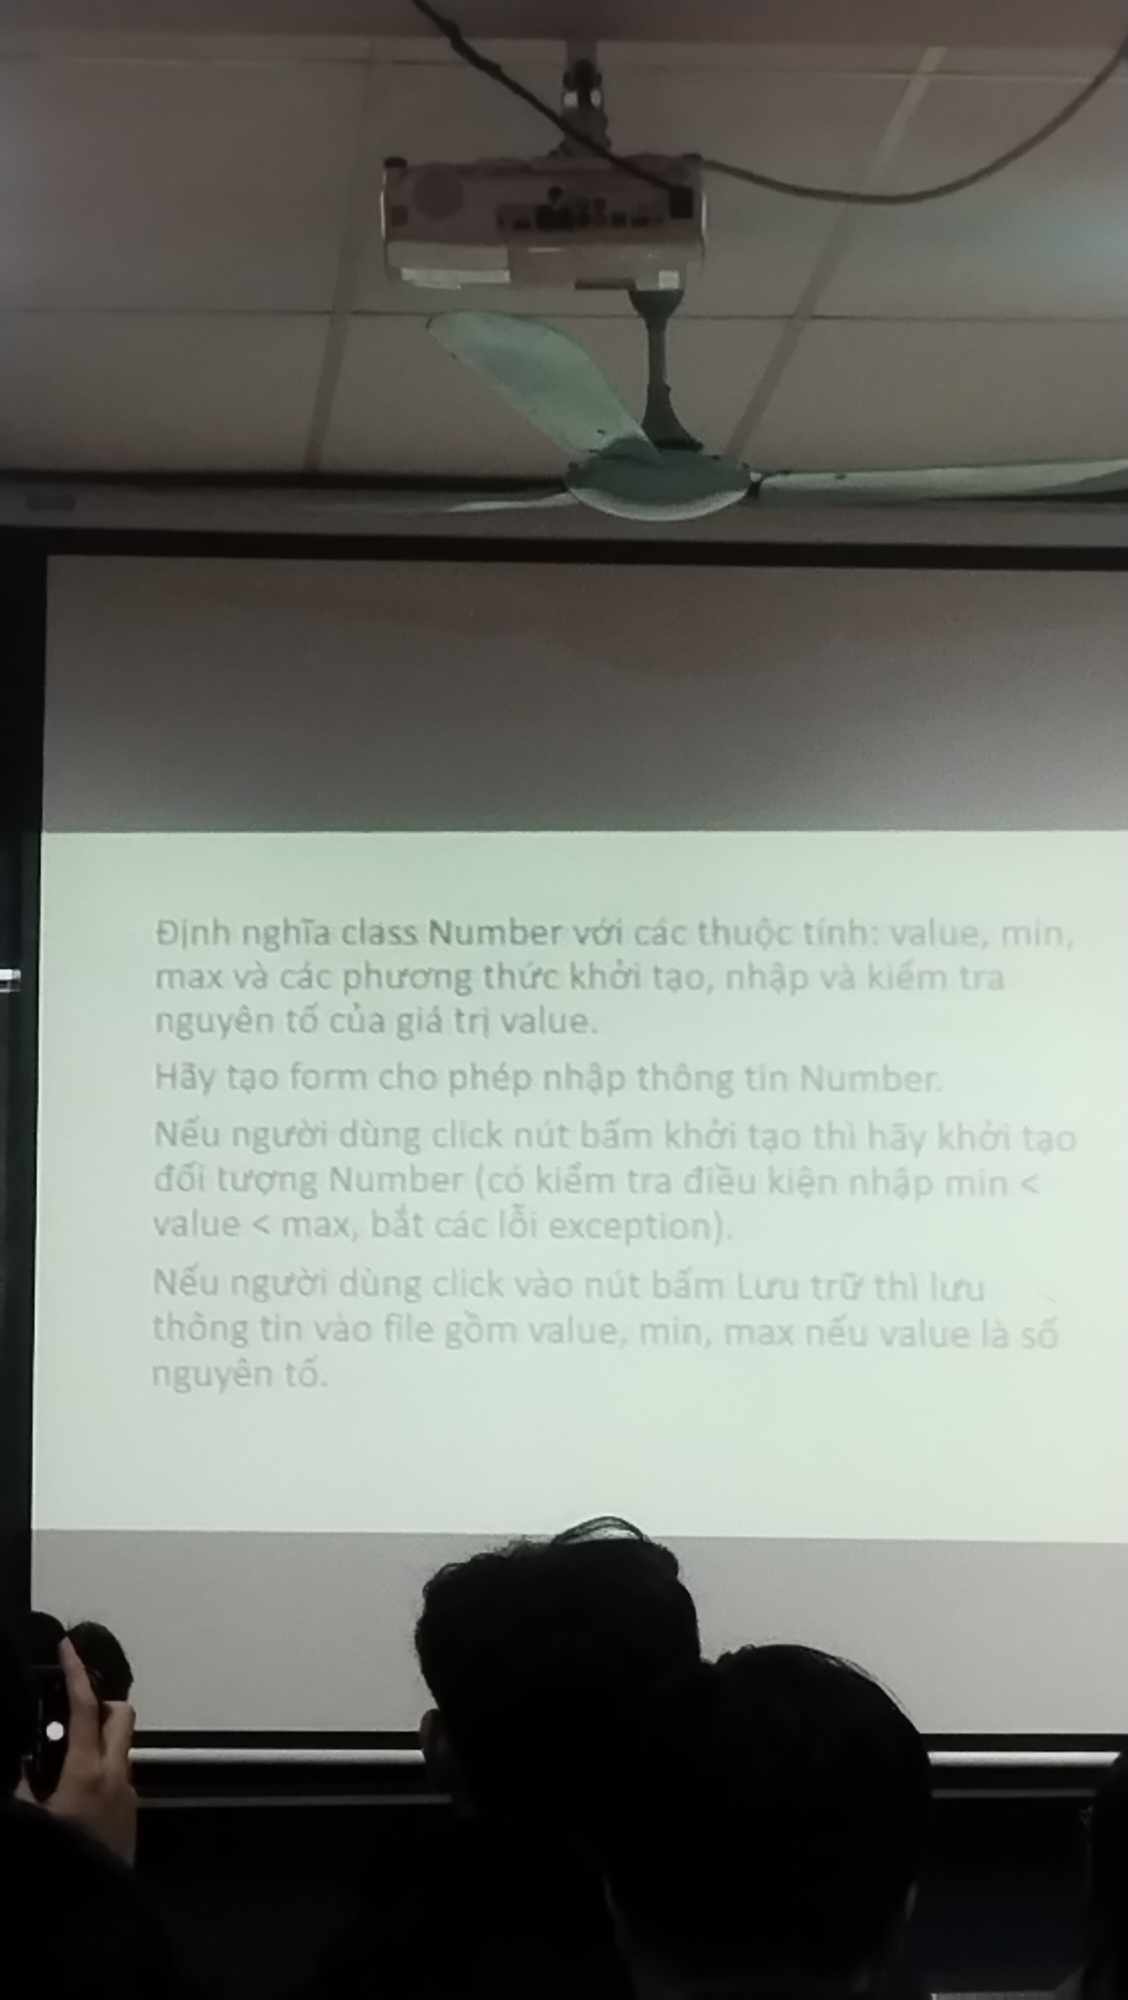 Định nghĩa class Number với các thuộc tính: value, min,
max và các phương thức khởi tạo, nhập và kiểm tra
nguyên tố của giá trị value.
Hãy tạo form cho phép nhập thông tin Number.
Nếu người dùng click nút bấm khởi tạo thì hãy khởi tạo
đối tượng Number (có kiểm tra điều kiện nhập min <
value < max, bắt các lỗi exception).
Nếu người dùng click vào nút bấm Lưu trữ thì lưu
thông tin vào file gồm value, min, max nếu value là số
nguyên tố.